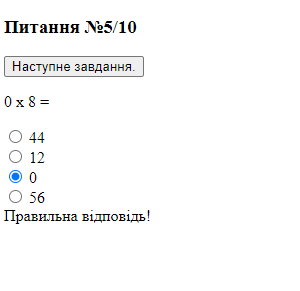 Питання №5/10
Наступне завдання.
0 x 8 =
44
12
0
56
Правильна відповідь!